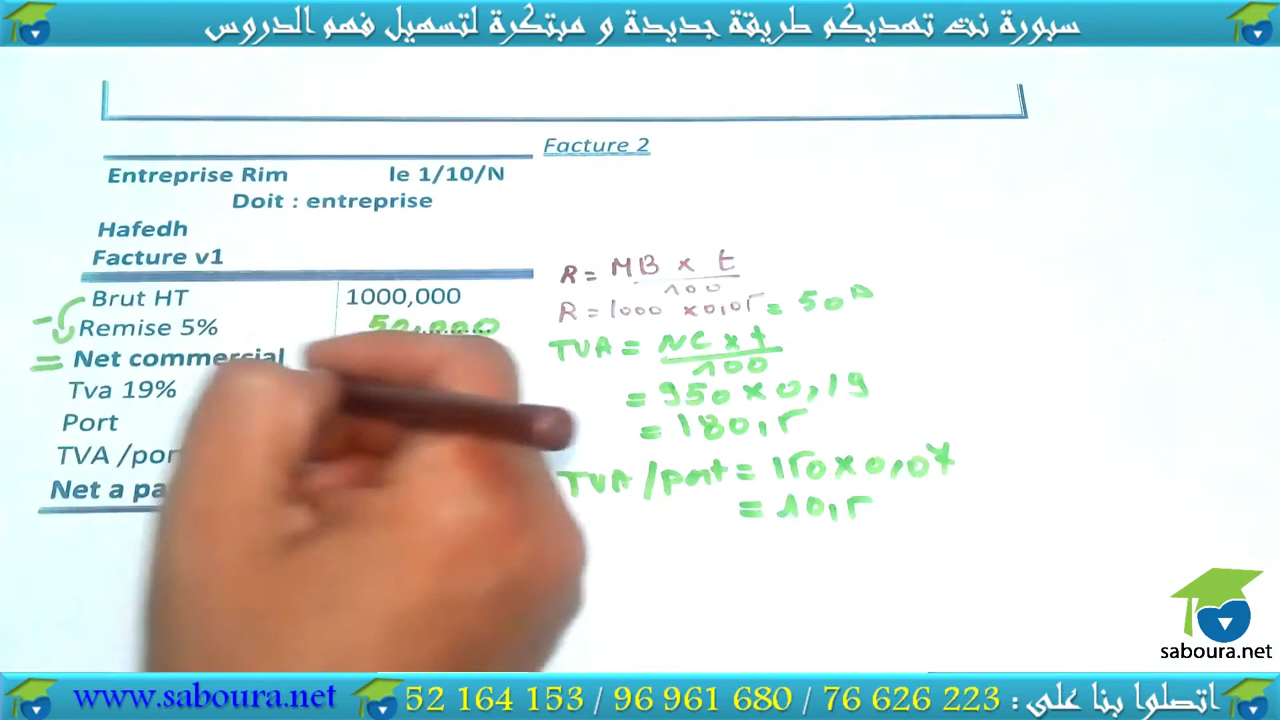 سبورة نت تهديكم طريقة جديدة و مبتكرة لتسهيل فهم الدروس
Facture 2
Entreprise Rim le 1/10/N
Doit : entreprise
Hafedh
Facture v1
Brut HT 1000,000
Remise 5% 50,000
Net commercial
Tva 19%
Port
TVA /por
Net a pa
R = MB x t
100
R = 1000 x 0,05 = 50 D
TVA = NC x t
100
= 950 x 0,19
= 180,5
TVA /port = 150 x 0,07
= 10,5
saboura.net
www.saboura.net 52 164 153 / 96 961 680 / 76 626 223 : اتصلوا بنا على